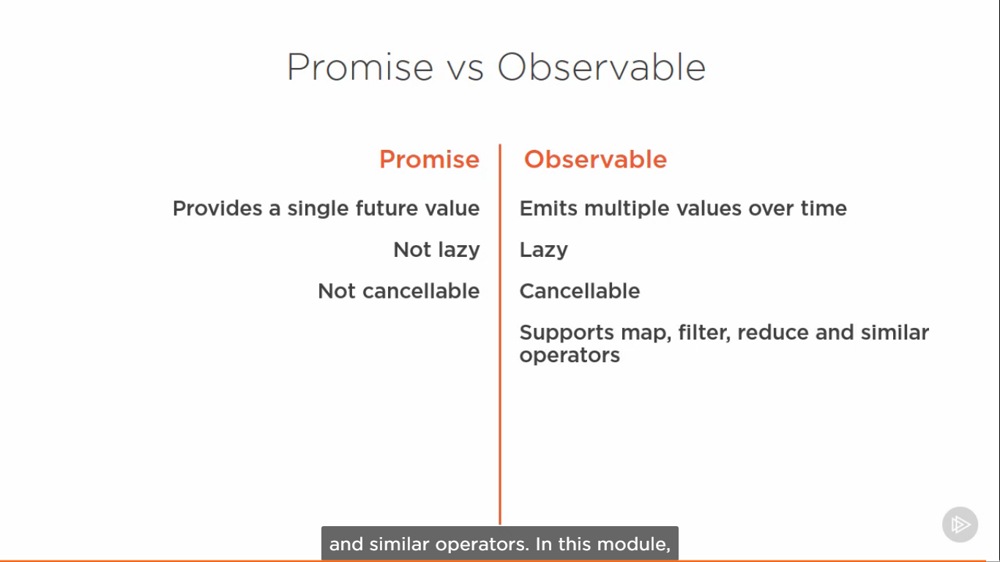 Promise vs Observable
Promise
Provides a single future value
Not lazy
Not cancellable
Observable
Emits multiple values over time
Lazy
Cancellable
Supports map, filter, reduce and similar
operators
and similar operators. In this module,